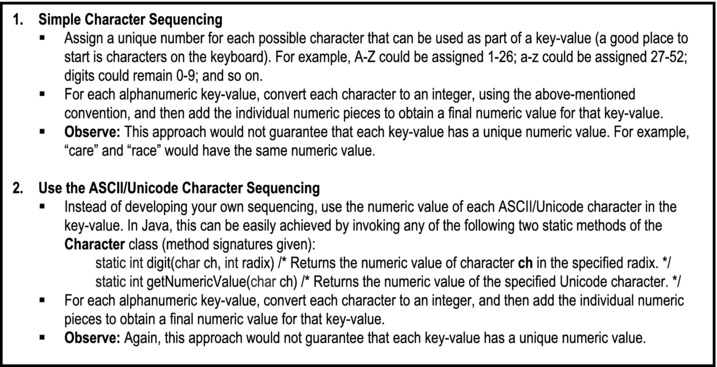 1. Simple Character Sequencing
▪ Assign a unique number for each possible character that can be used as part of a key-value (a good place to
start is characters on the keyboard). For example, A-Z could be assigned 1-26; a-z could be assigned 27-52;
digits could remain 0-9; and so on.
▪ For each alphanumeric key-value, convert each character to an integer, using the above-mentioned
convention, and then add the individual numeric pieces to obtain a final numeric value for that key-value.
▪ Observe: This approach would not guarantee that each key-value has a unique numeric value. For example,
“care” and “race” would have the same numeric value.
2. Use the ASCII/Unicode Character Sequencing
▪ Instead of developing your own sequencing, use the numeric value of each ASCII/Unicode character in the
key-value. In Java, this can be easily achieved by invoking any of the following two static methods of the
Character class (method signatures given):
static int digit(char ch, int radix) /* Returns the numeric value of character ch in the specified radix. */
static int getNumericValue(char ch) /* Returns the numeric value of the specified Unicode character. */
▪ For each alphanumeric key-value, convert each character to an integer, and then add the individual numeric
pieces to obtain a final numeric value for that key-value.
▪ Observe: Again, this approach would not guarantee that each key-value has a unique numeric value.